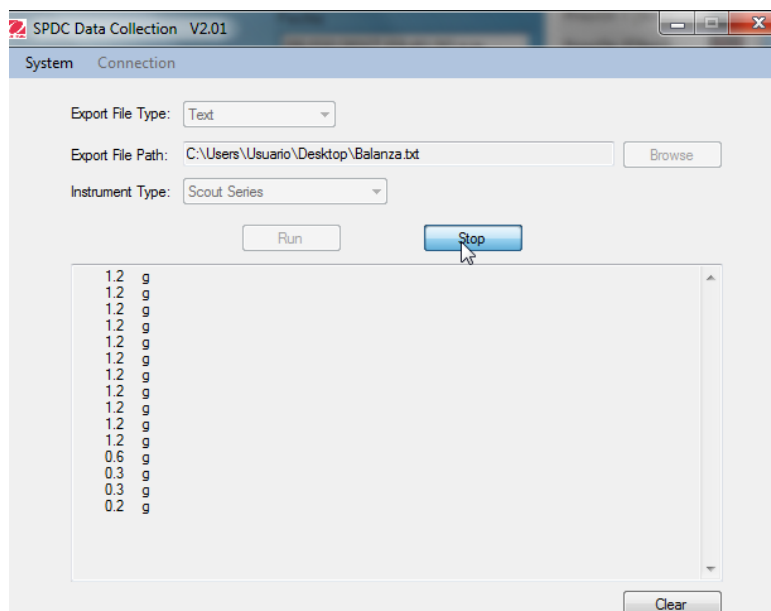 SPDC Data Collection V2.01
System Connection
Export File Type: Text
Export File Path: C:\Users\Usuario\Desktop\Balanza.txt Browse
Instrument Type: Scout Series
Run Stop
1.2 g
1.2 g
1.2 g
1.2 g
1.2 g
1.2 g
1.2 g
1.2 g
1.2 g
1.2 g
1.2 g
0.6 g
0.3 g
0.3 g
0.2 g
Clear